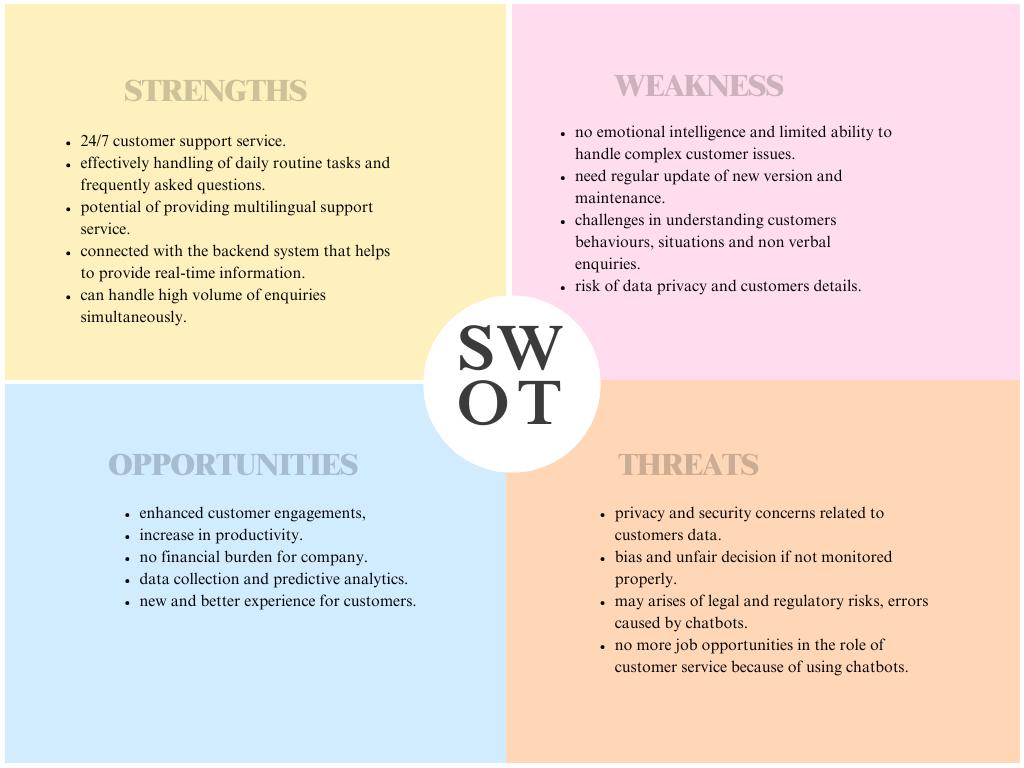 STRENGTHS
• 24/7 customer support service.
• effectively handling of daily routine tasks and
frequently asked questions.
• potential of providing multilingual support
service.
• connected with the backend system that helps
to provide real-time information.
• can handle high volume of enquiries
simultaneously.
WEAKNESS
• no emotional intelligence and limited ability to
handle complex customer issues.
• need regular update of new version and
maintenance.
• challenges in understanding customers
behaviours, situations and non verbal
enquiries.
• risk of data privacy and customers details.
SW
OT
OPPORTUNITIES
• enhanced customer engagements,
• increase in productivity.
• no financial burden for company.
• data collection and predictive analytics.
• new and better experience for customers.
THREATS
• privacy and security concerns related to
customers data.
• bias and unfair decision if not monitored
properly.
• may arises of legal and regulatory risks, errors
caused by chatbots.
• no more job opportunities in the role of
customer service because of using chatbots.